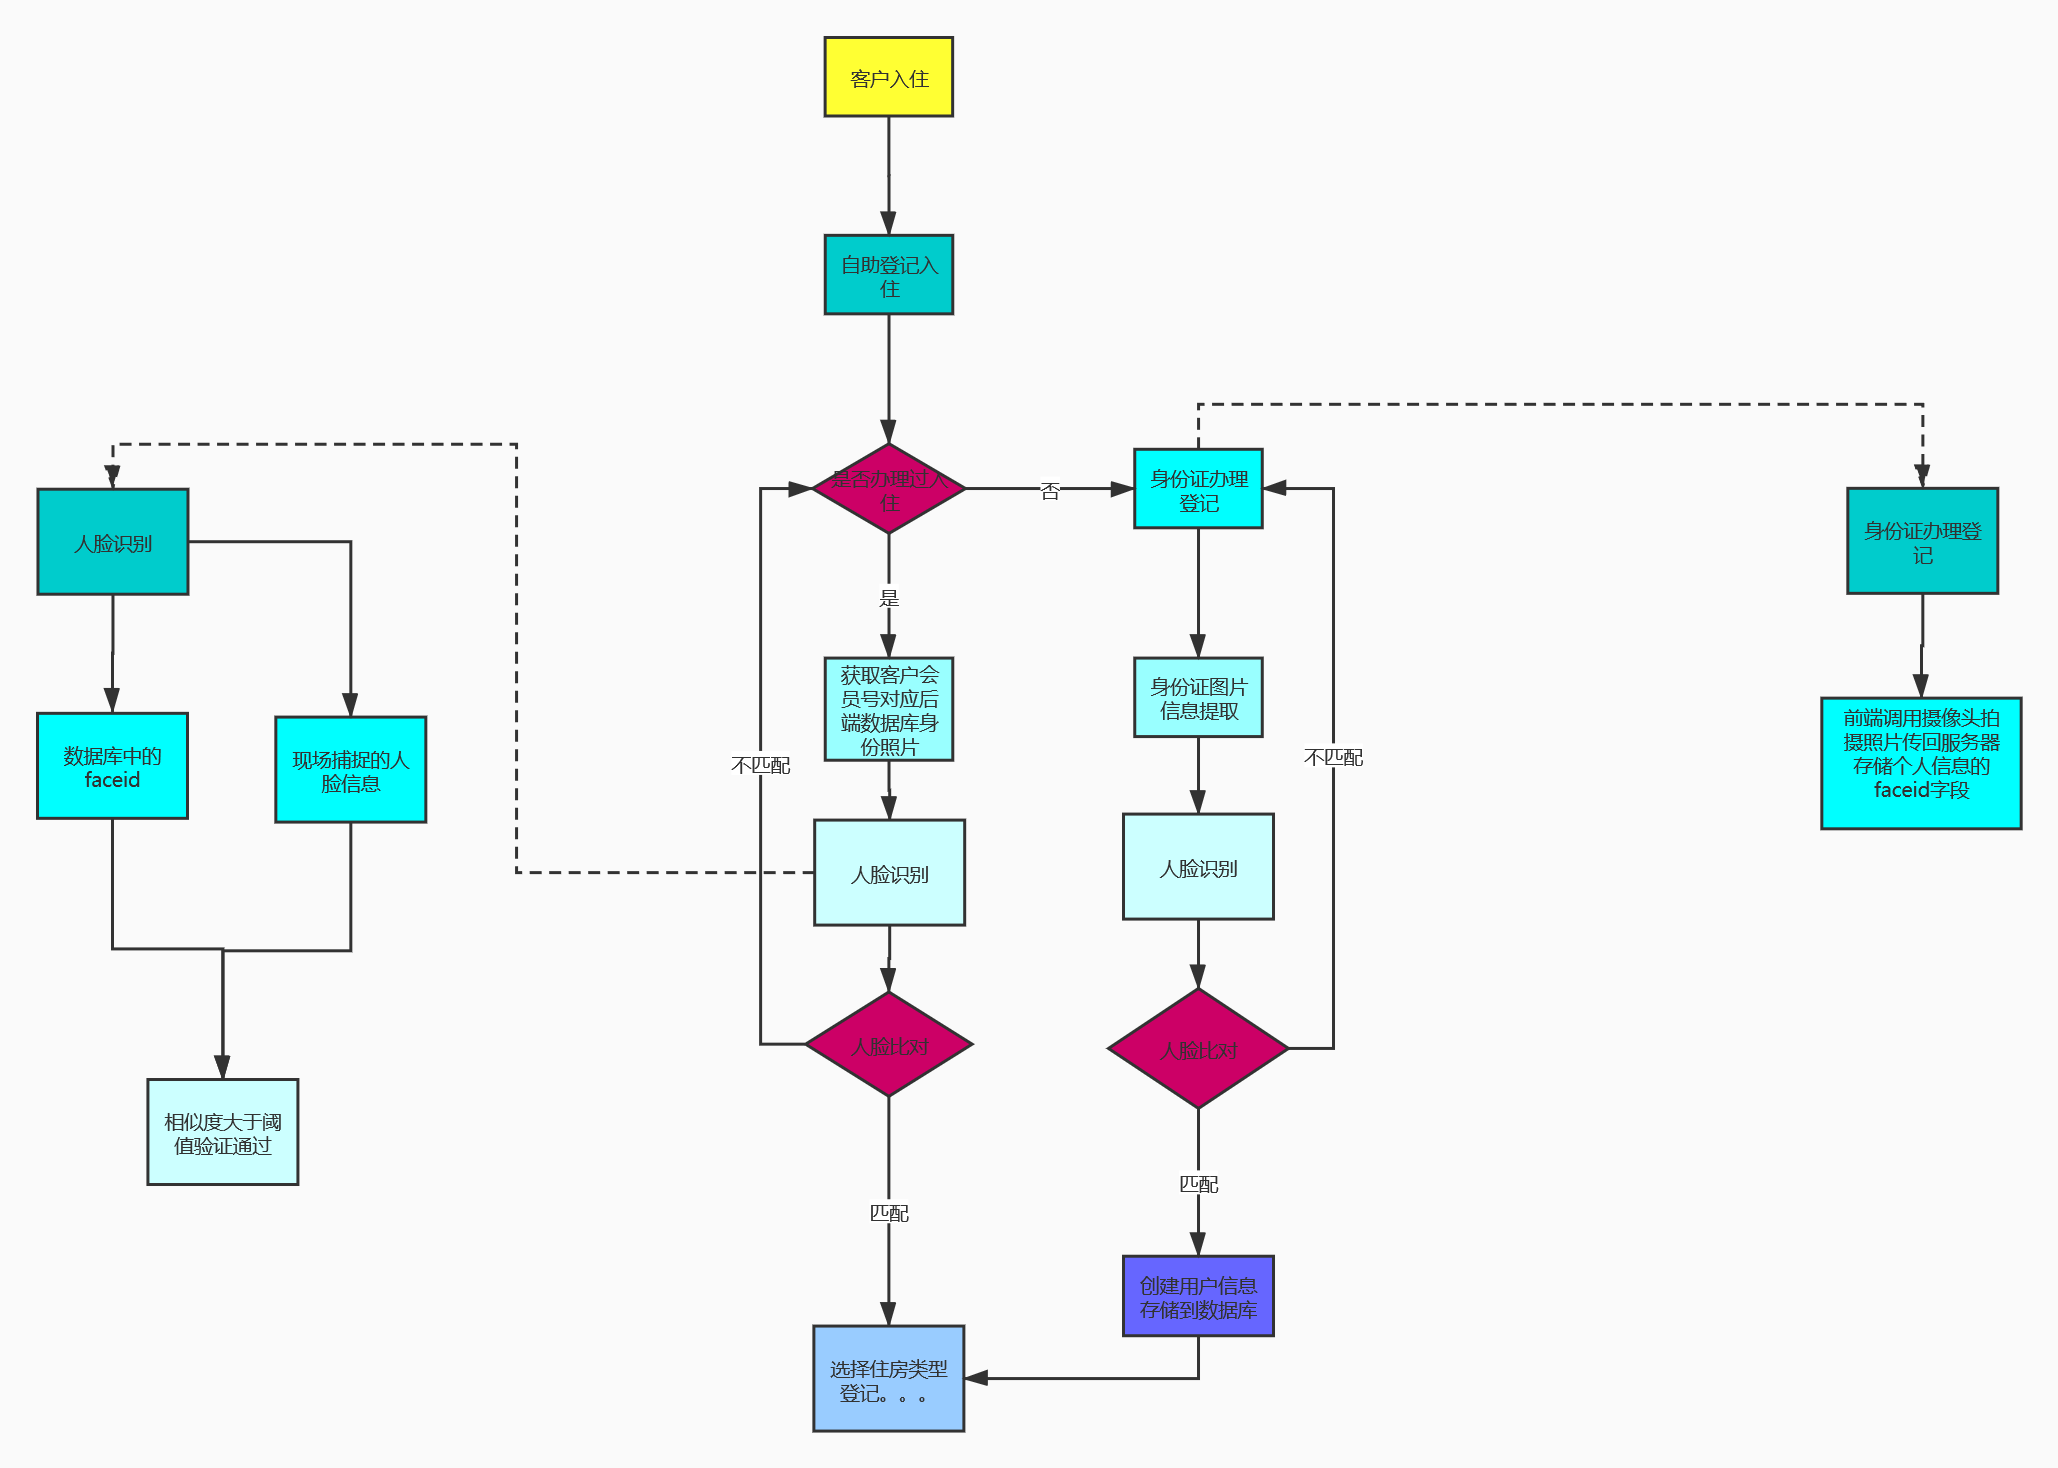 客户入住
自助登记入
住
是否办理过入
住
否
身份证办理
登记
人脸识别
身份证办理登
记
是
获取客户会
员号对应后
端数据库身
份照片
身份证图片
信息提取
数据库中的
faceid
现场捕捉的人
脸信息
不匹配
不匹配
前端调用摄像头拍
摄照片传回服务器
存储个人信息的
faceid字段
人脸识别
人脸识别
人脸比对
人脸比对
相似度大于阈
值验证通过
匹配
匹配
创建用户信息
存储到数据库
选择住房类型
登记。。。